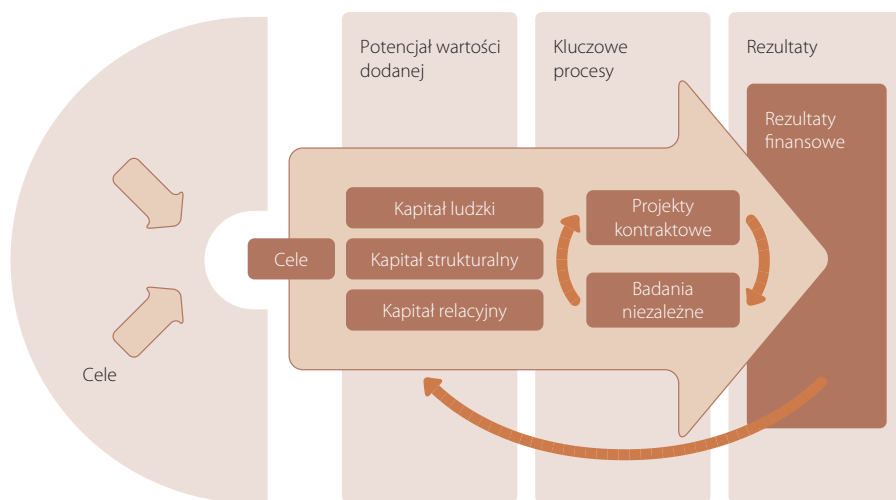 Potencjał wartości
dodanej
Kluczowe
procesy
Rezultaty
Rezultaty
finansowe
Kapitał ludzki
Projekty
kontraktowe
Cele
Kapitał strukturalny
Kapitał relacyjny
Badania
niezależne
Cele